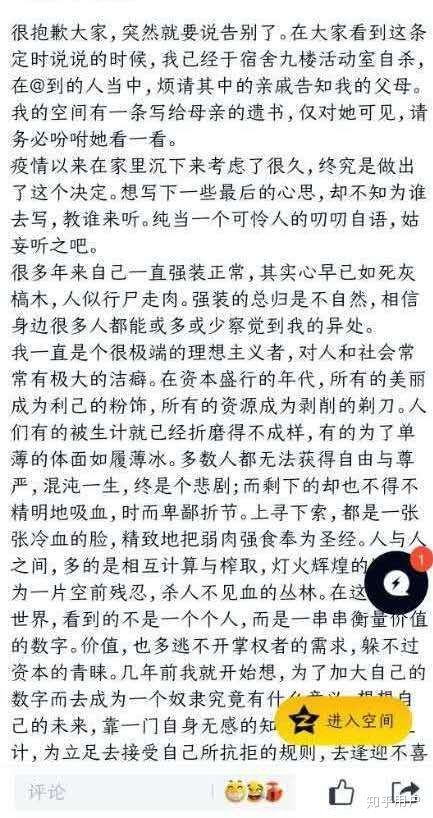 很抱歉大家,突然就要说告别了。在大家看到这条
定时说说的时候,我已经于宿舍九楼活动室自杀,
在@到的人当中,烦请其中的亲戚告知我的父母。
我的空间有一条写给母亲的遗书,仅对她可见,请
务必吩咐她看一看。
疫情以来在家里沉下来考虑了很久,终究是做出
了这个决定。想写下一些最后的心思,却不知为谁
去写,教谁来听。纯当一个可怜人的叨叨自语,姑
妄听之吧。
很多年来自己一直强装正常,其实心早已如死灰
槁木,人似行尸走肉。强装的总归是不自然,相信
身边很多人都能或多或少察觉到我的异处。
我一直是个很极端的理想主义者,对人和社会常
常有极大的洁癖。在资本盛行的年代,所有的美丽
成为利己的粉饰,所有的资源成为剥削的剃刀。人
们有的被生计就已经折磨得不成样,有的为了单
薄的体面如履薄冰。多数人都无法获得自由与尊
严,混沌一生,终是个悲剧;而剩下的却也不得不
精明地吸血,时而卑鄙折节。上寻下索,都是一张
张冷血的脸,精致地把弱肉强食奉为圣经。人与人
之间,多的是相互计算与榨取,灯火辉煌的
1
为一片空前残忍,杀人不见血的丛林。在这
世界,看到的不是一个个人,而是一串串衡量价值
的数字。价值,也多逃不开掌权者的需求,躲不过
资本的青睐。几年前我就开始想,为了加大自己的
数字而去成为一个奴隶究竟有什
己的未来,靠一门自身无感的知
进入空间
计,为立足去接受自己所抗拒的规则,去逢迎不喜
评论
知乎用户